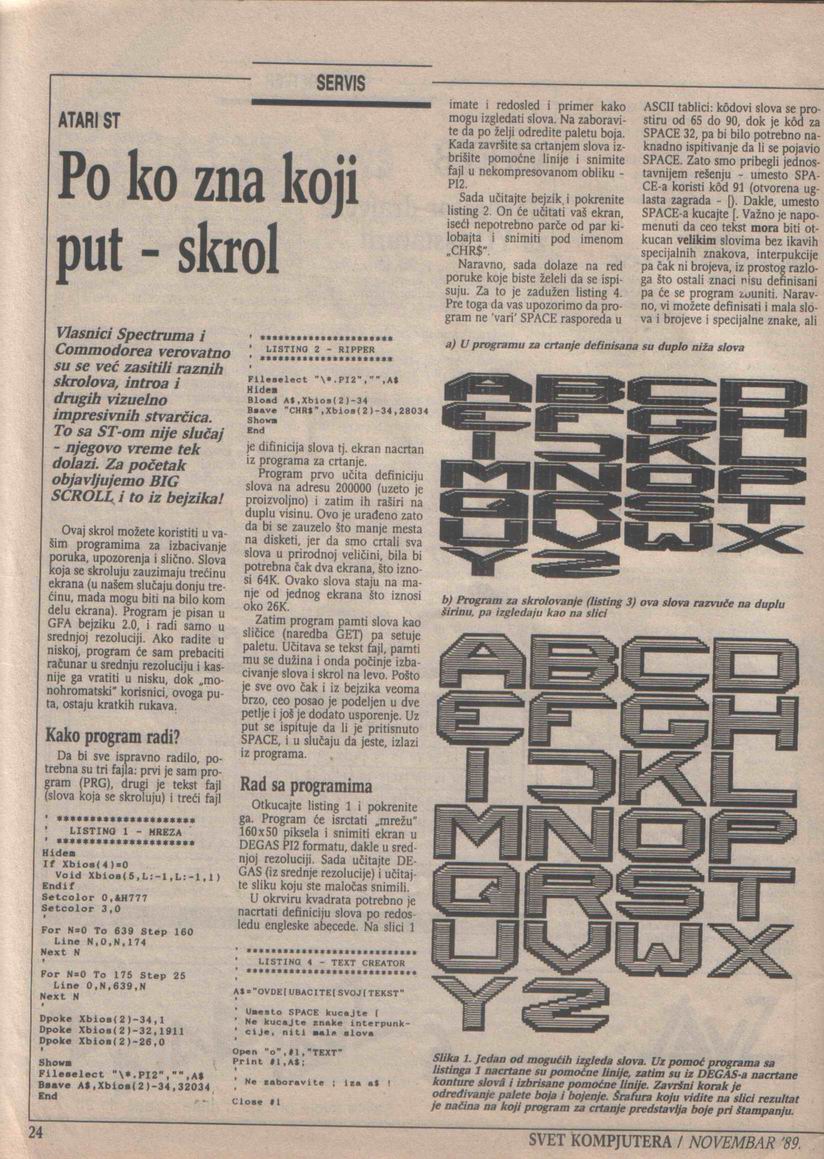 SERVIS
ATARI ST
Po ko zna koji
put - skrol
Vlasnici Spectruma i
Commodorea verovatno
su se već zasitili raznih
skrolova, introa i
drugih vizuelno
impresivnih stvarčica.
To sa ST-om nije slučaj
- njegovo vreme tek
dolazi. Za početak
objavljujemo BIG
SCROLL i to iz bejzika!
Ovaj skrol možete koristiti u va-
šim programima za izbacivanje
poruka, upozorenja i slično. Slova
koja se skroluju zauzimaju trećinu
ekrana (u našem slučaju donju tre-
ćinu, mada mogu biti na bilo kom
delu ekrana). Program je pisan u
GFA bejziku 2.0, i radi samo u
srednjoj rezoluciji. Ako radite u
niskoj, program će sam prebaciti
računar u srednju rezoluciju i kas-
nije ga vratiti u nisku, dok „mo-
nohromatski" korisnici, ovoga pu-
ta, ostaju kratkih rukava.
Kako program radi?
Da bi sve ispravno radilo, po-
trebna su tri fajla: prvi je sam pro-
gram (PRG), drugi je tekst fajl
(slova koja se skroluju) i treći fajl
' **********************
' LISTING 1 - MREZA
' **********************
Hidem
If Xbios(4)=0
Void Xbios(5,L:-1,L:-1,1)
Endif
Setcolor 0,&H777
Setcolor 3,0
'
For N=0 To 639 Step 160
Line N,0,N,174
Next N
'
For N=0 To 175 Step 25
Line 0,N,639,N
Next N
'
Dpoke Xbios(2)-34,1
Dpoke Xbios(2)-32,1911
Dpoke Xbios(2)-26,0
'
Showm
Fileselect "\*.PI2","",A$
Bsave A$,Xbios(2)-34,32034
End
' **********************
' LISTING 2 - RIPPER
' **********************
'
Fileselect "\*.PI2","",A$
Hidem
Bload A$,Xbios(2)-34
Bsave "CHR$",Xbios(2)-34,28034
Showm
End
je difinicija slova tj. ekran nacrtan
iz programa za crtanje.
Program prvo učita definiciju
slova na adresu 200000 (uzeto je
proizvoljno) i zatim ih raširi na
duplu visinu. Ovo je urađeno zato
da bi se zauzelo što manje mesta
na disketi, jer da smo crtali sva
slova u prirodnoj veličini, bila bi
potrebna čak dva ekrana, što izno-
si 64K. Ovako slova staju na ma-
nje od jednog ekrana što iznosi
oko 26K.
Zatim program pamti slova kao
sličice (naredba GET) pa setuje
paletu. Učitava se tekst fajl, pamti
mu se dužina i onda počinje izba-
civanje slova i skrol na levo. Pošto
je sve ovo čak i iz bejzika veoma
brzo, ceo posao je podeljen u dve
petlje i još je dodato usporenje. Uz
put se ispituje da li je pritisnuto
SPACE, i u slučaju da jeste, izlazi
iz programa.
Rad sa programima
Otkucajte listing 1 i pokrenite
ga. Program će isrctati „mrežu"
160x50 piksela i snimiti ekran u
DEGAS PI2 formatu, dakle u sred-
njoj rezoluciji. Sada učitajte DE-
GAS (iz srednje rezolucije) i učitaj-
te sliku koju ste maločas snimili.
U okrviru kvadrata potrebno je
nacrtati definiciju slova po redos-
ledu engleske abecede. Na slici 1
' **********************
' LISTING 4 - TEXT CREATOR
' **********************
'
A$="OVDE[UBACITE[SVOJ[TEKST"
'
' Umesto SPACE kucajte [
' Ne kucajte znake interpunk-
' cije, niti mala slova
'
Open "o",#1,"TEXT"
Print #1,A$;
'
' Ne zaboravite ; iza a$ !
'
Close #1
imate i redosled i primer kako
mogu izgledati slova. Na zaboravi-
te da po želji odredite paletu boja.
Kada završite sa crtanjem slova iz-
brišite pomoćne linije i snimite
fajl u nekompresovanom obliku -
PI2.
Sada učitajte bejzik i pokrenite
listing 2. On će učitati vaš ekran,
iseći nepotrebno parče od par ki-
lobajta i snimiti pod imenom
„CHR$".
Naravno, sada dolaze na red
poruke koje biste želeli da se ispi-
suju. Za to je zadužen listing 4.
Pre toga da vas upozorimo da pro-
gram ne 'vari' SPACE rasporeda u
ASCII tablici: kôdovi slova se pro-
stiru od 65 do 90, dok je kôd za
SPACE 32, pa bi bilo potrebno na-
knadno ispitivanje da li se pojavio
SPACE. Zato smo pribegli jednos-
tavnijem rešenju - umesto SPA-
CE-a koristi kôd 91 (otvorena ug-
lasta zagrada - [). Dakle, umesto
SPACE-a kucajte [. Važno je napo-
menuti da ceo tekst mora biti ot-
kucan velikim slovima bez ikavih
specijalnih znakova, interpukcije
pa čak ni brojeva, iz prostog razlo-
ga što ostali znaci nisu definisani
pa će se program zbuniti. Narav-
no, vi možete definisati i mala slo-
va i brojeve i specijalne znake, ali
a) U programu za crtanje definisana su duplo niža slova
A B C D
E F G H
I J K L
M N O P
Q R S T
U V W X
Y Z
b) Program za skrolovanje (listing 3) ova slova razvuče na duplu
širinu, pa izgledaju kao na slici
A B C D
E F G H
I J K L
M N O P
Q R S T
U V W X
Y Z
Slika 1. Jedan od mogućih izgleda slova. Uz pomoć programa sa
listinga 1 nacrtane su pomoćne linije, zatim su iz DEGAS-a nacrtane
konture slovâ i izbrisane pomoćne linije. Završni korak je
određivanje palete boja i bojenje. Šrafura koju vidite na slici rezultat
je načina na koji program za crtanje predstavlja boje pri štampanju.
24
SVET KOMPJUTERA / NOVEMBAR '89.